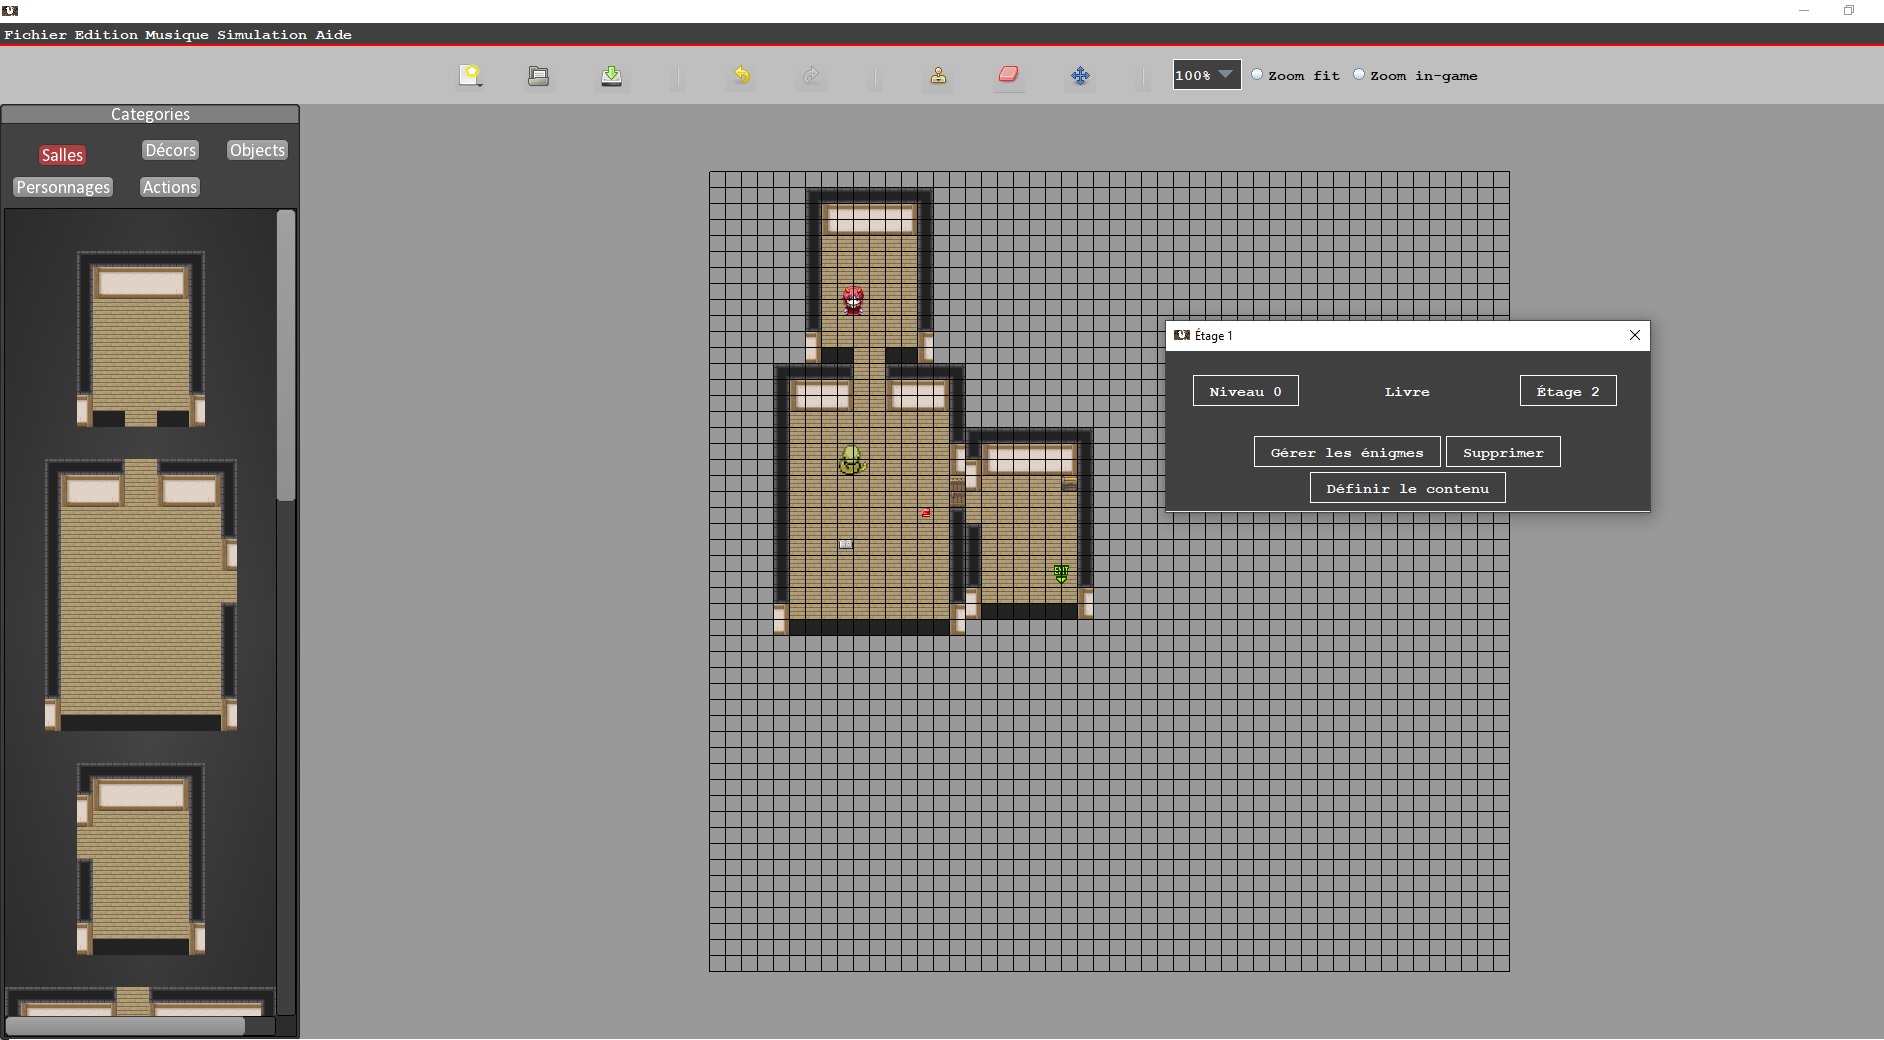 Fichier Edition Musique Simulation Aide
100% Zoom fit Zoom in-game
Categories
Salles Décors Objects
Personnages Actions
Étage 1
Niveau 0 Livre Étage 2
Gérer les énigmes Supprimer
Définir le contenu
EXIT